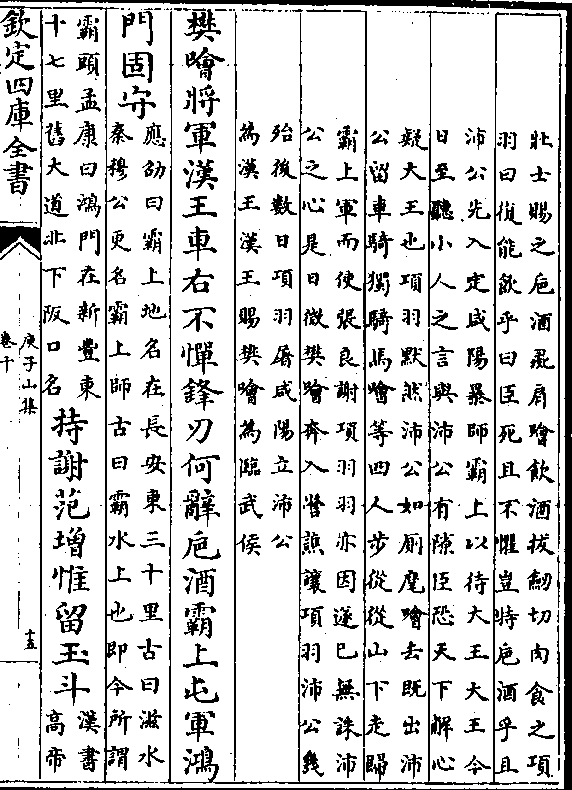 壯士賜之巵酒彘肩噲飲酒拔劒切肉食之項
羽曰復能飲乎曰臣死且不懼豈特巵酒乎且
沛公先入定咸陽暴師霸上以待大王大王今
日至聽小人之言與沛公有隙臣恐天下解心
疑大王也項羽默然沛公如厠麾噲去既出沛
公留車騎獨騎馬噲等四人步從從山下走歸
霸上軍而使張良謝項羽羽亦因遂已無誅沛
公之心是日微樊噲奔入營譙讓項羽沛公幾
殆後數日項羽屠咸陽立沛公
為漢王漢王賜樊噲為臨武侯
樊噲將軍漢王車右不憚鋒刃何辭巵酒霸上屯軍鴻
門固守
應劭曰霸上地名在長安東三十里古曰滋水
秦穆公更名霸上師古曰霸水上也即今所謂
霸頭孟康曰鴻門在新豐東
十七里舊大道北下阪口名
持謝范增惟留玉斗
漢書
高帝
欽定四庫全書
庾子山集
卷十
十五